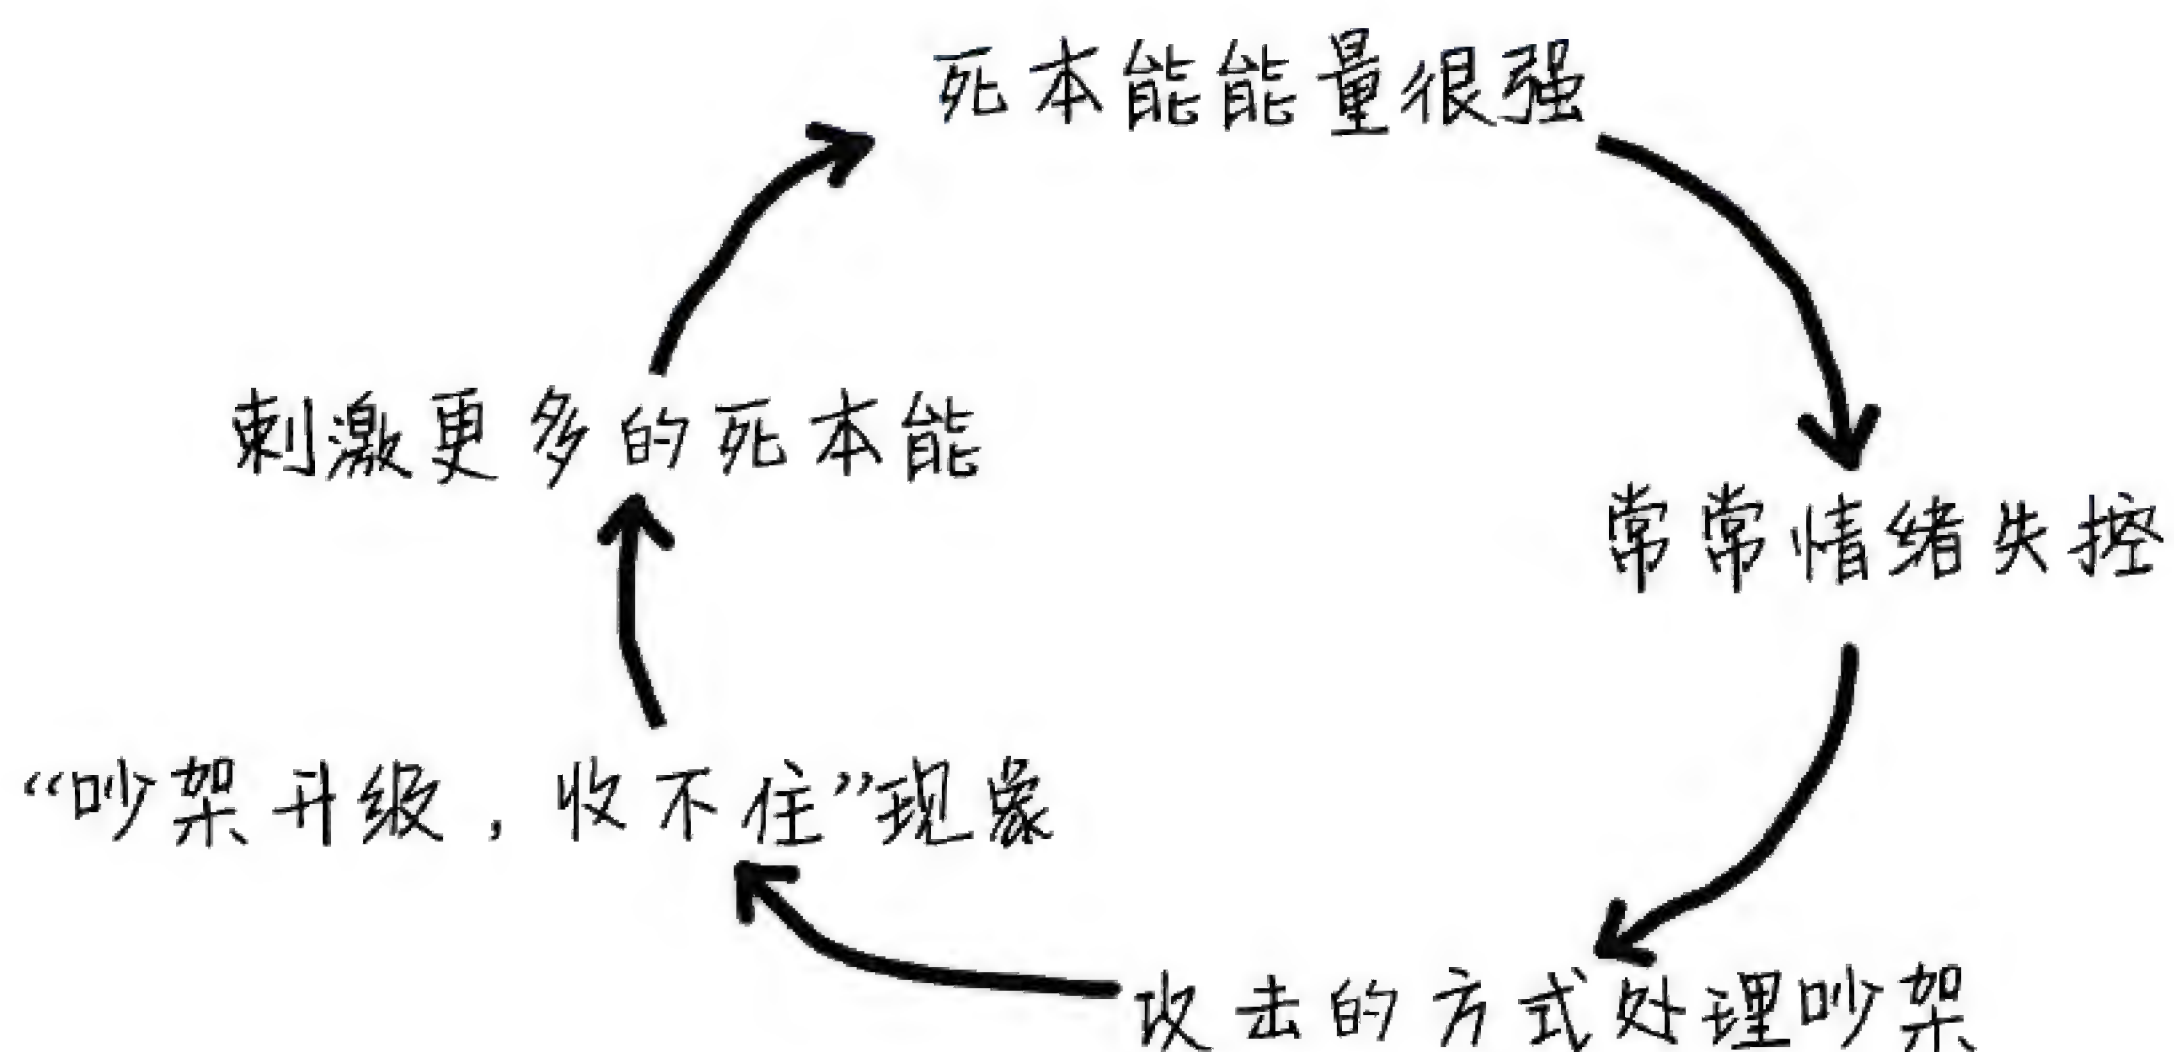 死本能能量很强
刺激更多的死本能
常常情绪失控
“吵架升级，收不住”现象
攻击的方式处理吵架